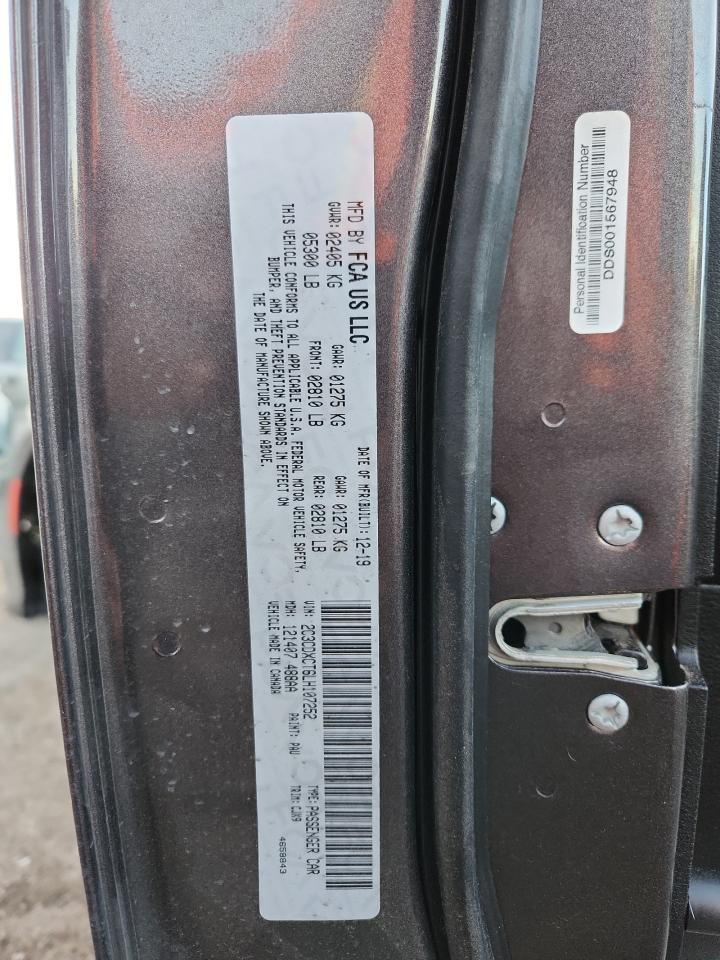 MFD BY FCA US LLC
DATE OF MFR(BUILT): 12-19
GVWR: 02405 KG
GAWR: 01275 KG
GAWR: 01275 KG
05300 LB
FRONT: 02810 LB
REAR: 02810 LB
THIS VEHICLE CONFORMS TO ALL APPLICABLE U.S.A. FEDERAL MOTOR VEHICLE SAFETY,
BUMPER, AND THEFT PREVENTION STANDARDS IN EFFECT ON
THE DATE OF MANUFACTURE SHOWN ABOVE.
VIN: 2C3CDXCT6LH107252
TYPE: PASSENGER CAR
MDH: 121407 488AA
PAINT: PAU
TRIM: CJX9
VEHICLE MADE IN CANADA
4658843
Personal Identification Number
DDS001567948